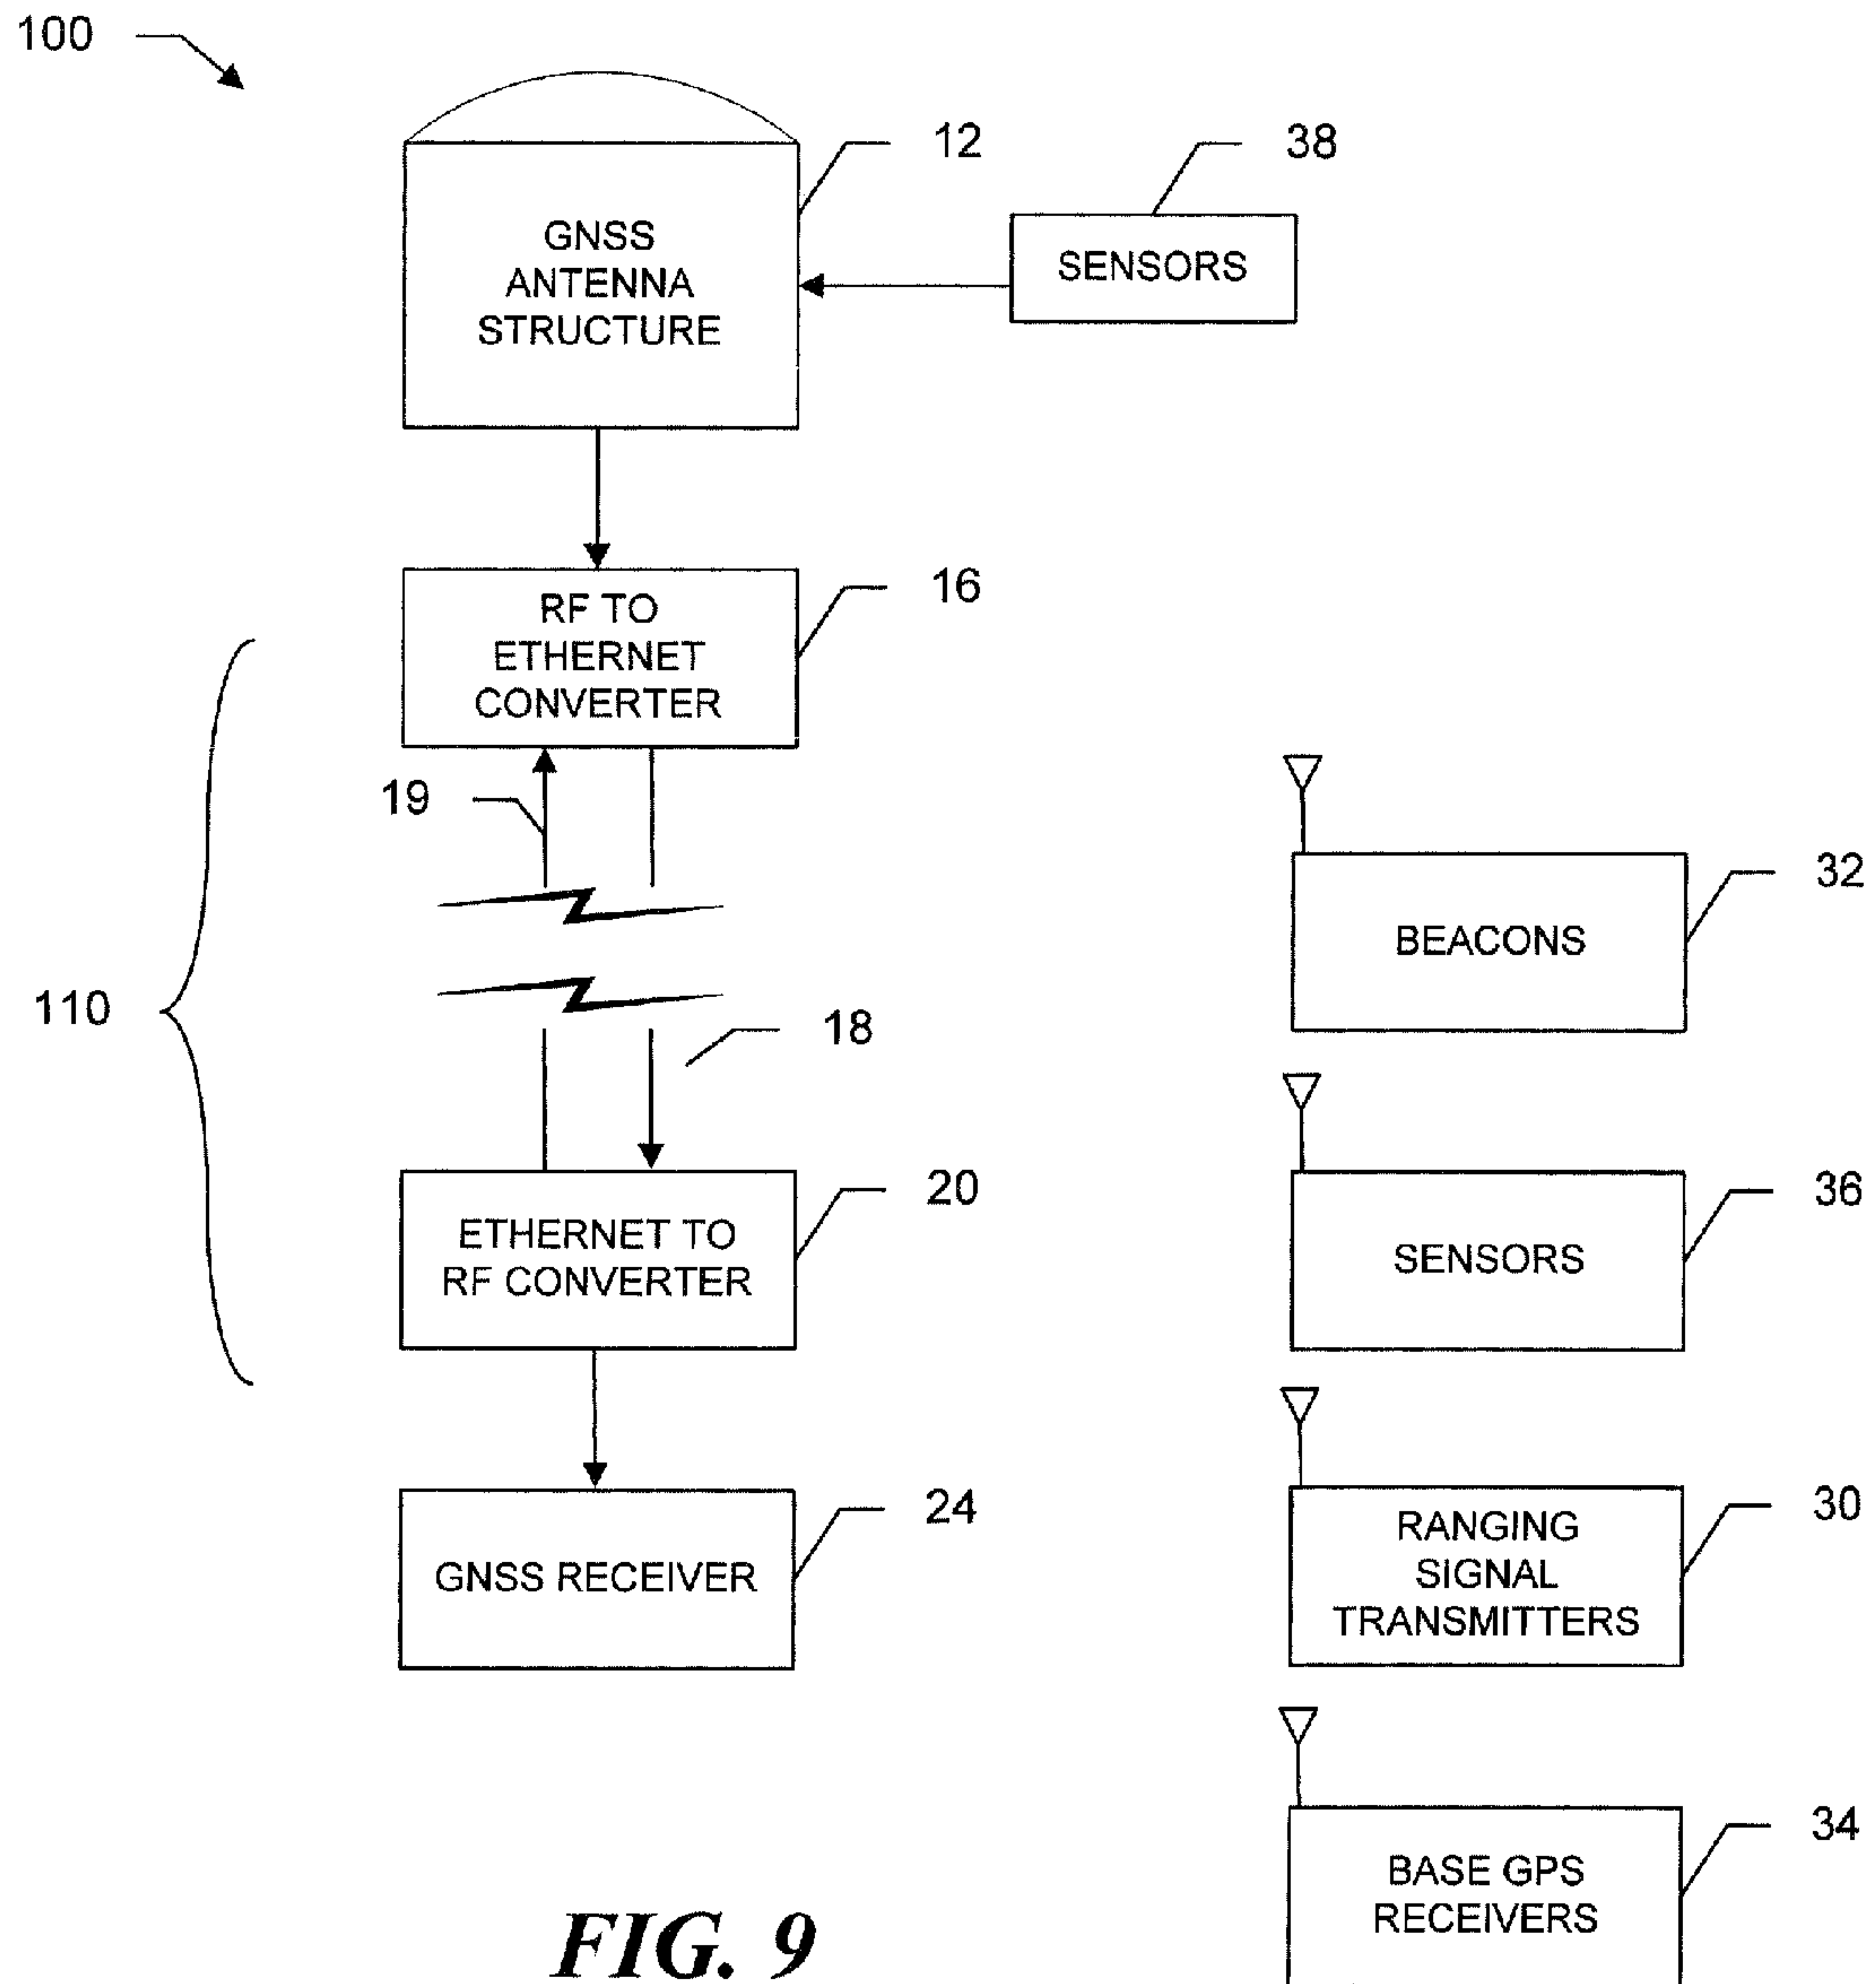 100
12
38
GNSS
ANTENNA
STRUCTURE
SENSORS
16
RF TO
ETHERNET
CONVERTER
19
32
BEACONS
110
18
20
36
ETHERNET TO
RF CONVERTER
SENSORS
24
30
GNSS RECEIVER
RANGING
SIGNAL
TRANSMITTERS
34
BASE GPS
RECEIVERS
FIG. 9